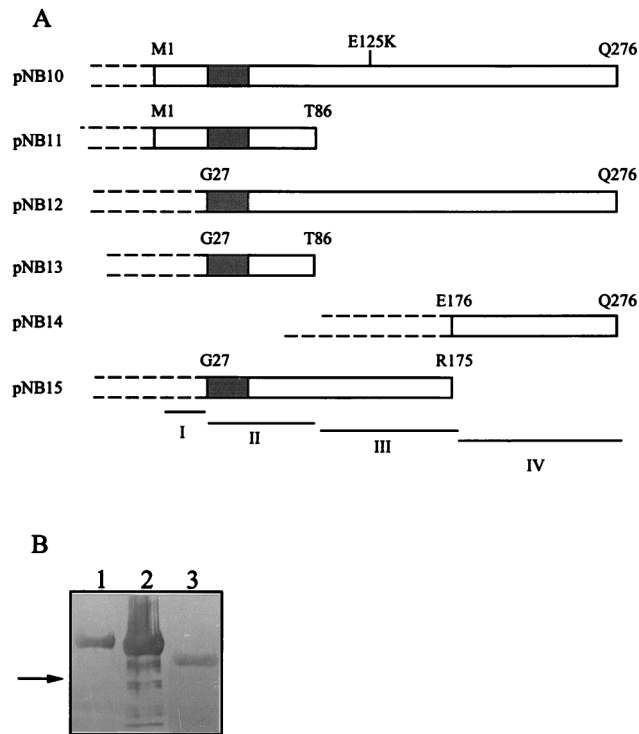 A
M1 E125K Q276
pNB10
M1 T86
pNB11
G27 Q276
pNB12
G27 T86
pNB13
E176 Q276
pNB14
G27 R175
pNB15
I II III IV
B
1 2 3